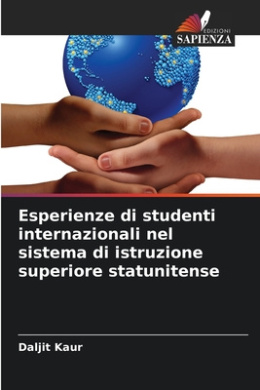 EDIZIONI
SAPIENZA
Esperienze di studenti
internazionali nel
sistema di istruzione
superiore statunitense
Daljit Kaur